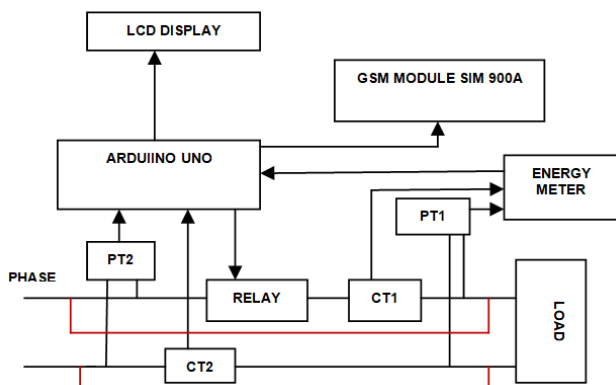 LCD DISPLAY
GSM MODULE SIM 900A
ARDUIINO UNO
ENERGY
METER
PT1
PT2
PHASE
RELAY
CT1
LOAD
CT2